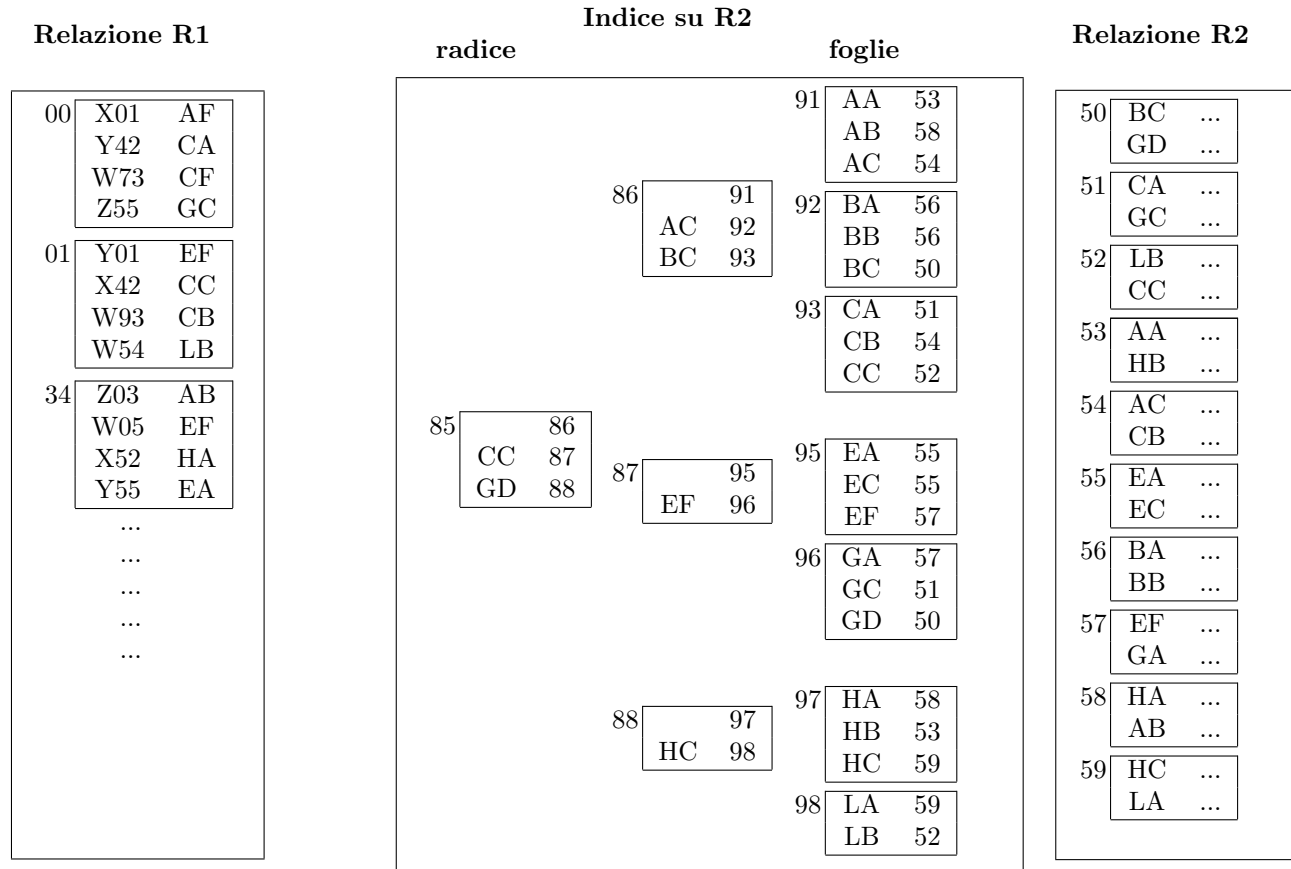 Indice su R2
Relazione R1
radice
foglie
Relazione R2
00 X01 AF
Y42 CA
W73 CF
Z55 GC
01 Y01 EF
X42 CC
W93 CB
W54 LB
34 Z03 AB
W05 EF
X52 HA
Y55 EA
...
...
...
...
...
85 86
CC 87
GD 88
86 91
AC 92
BC 93
87 95
EF 96
88 97
HC 98
91 AA 53
AB 58
AC 54
92 BA 56
BB 56
BC 50
93 CA 51
CB 54
CC 52
95 EA 55
EC 55
EF 57
96 GA 57
GC 51
GD 50
97 HA 58
HB 53
HC 59
98 LA 59
LB 52
50 BC ...
GD ...
51 CA ...
GC ...
52 LB ...
CC ...
53 AA ...
HB ...
54 AC ...
CB ...
55 EA ...
EC ...
56 BA ...
BB ...
57 EF ...
GA ...
58 HA ...
AB ...
59 HC ...
LA ...